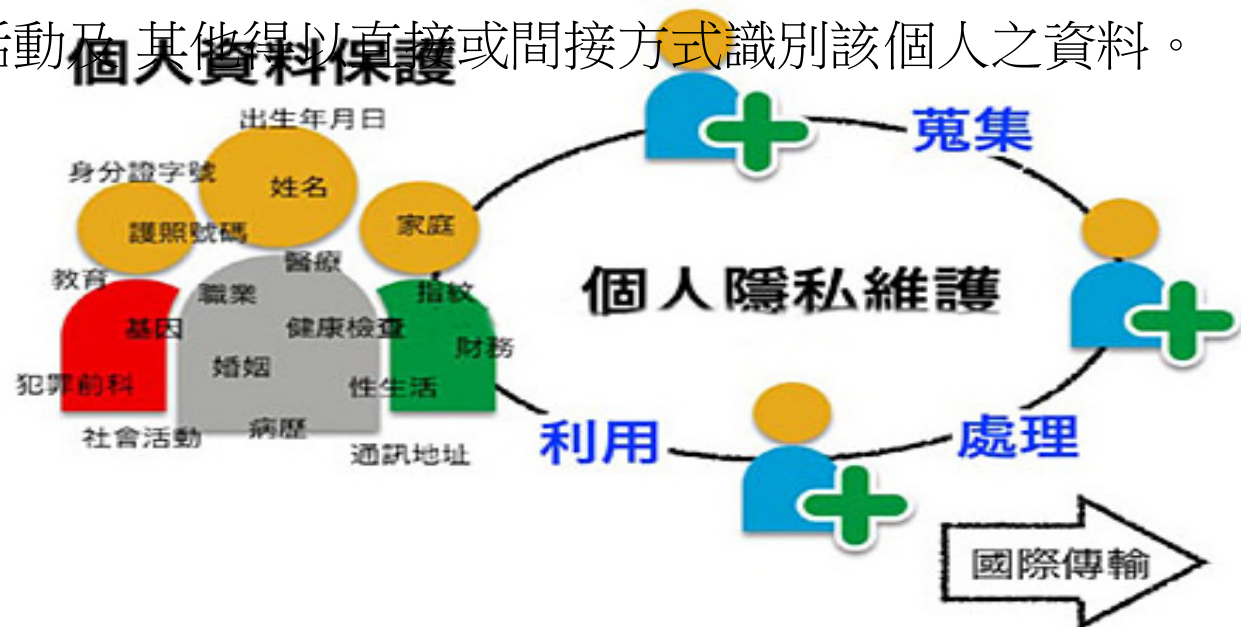 活動及 其他得以直接或間接方式識別該個人之資料。
個人資料保護
出生年月日
身分證字號
姓名
護照號碼
家庭
教育
醫療
職業
指紋
基因
健康檢查
財務
婚姻
犯罪前科
性生活
社會活動
病歷
通訊地址
蒐集
個人隱私維護
利用
處理
國際傳輸